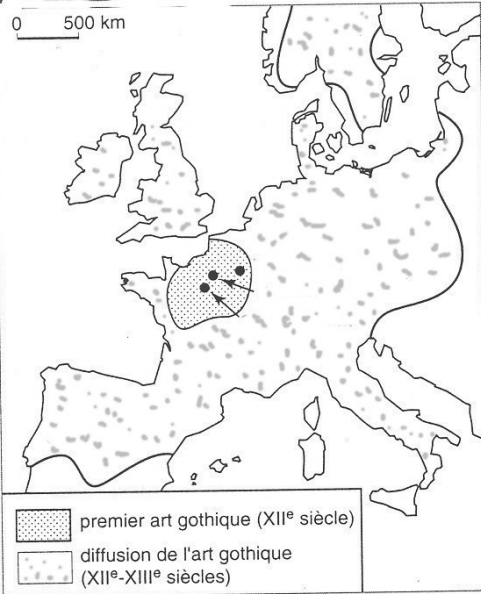 0 500 km
premier art gothique (XIIe siècle)
diffusion de l'art gothique
(XIIe-XIIIe siècles)